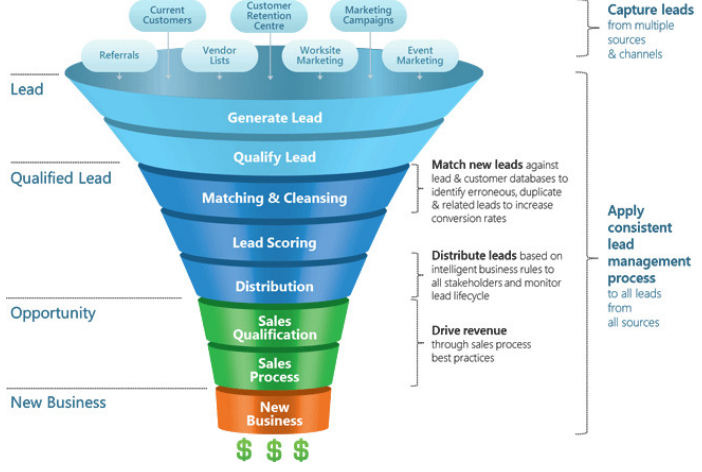 Current
Customers
Customer
Retention
Centre
Marketing
Campaigns
Referrals
Vendor
Lists
Worksite
Marketing
Event
Marketing
Capture leads
from multiple
sources
& channels
Lead
Generate Lead
Qualify Lead
Qualified Lead
Matching & Cleansing
Match new leads against
lead & customer databases to
identify erroneous, duplicate
& related leads to increase
conversion rates
Lead Scoring
Distribution
Distribute leads based on
intelligent business rules to
all stakeholders and monitor
lead lifecycle
Apply
consistent
lead
management
process
to all leads
from
all sources
Opportunity
Sales
Qualification
Sales
Process
Drive revenue
through sales process
best practices
New Business
New
Business
$ $ $